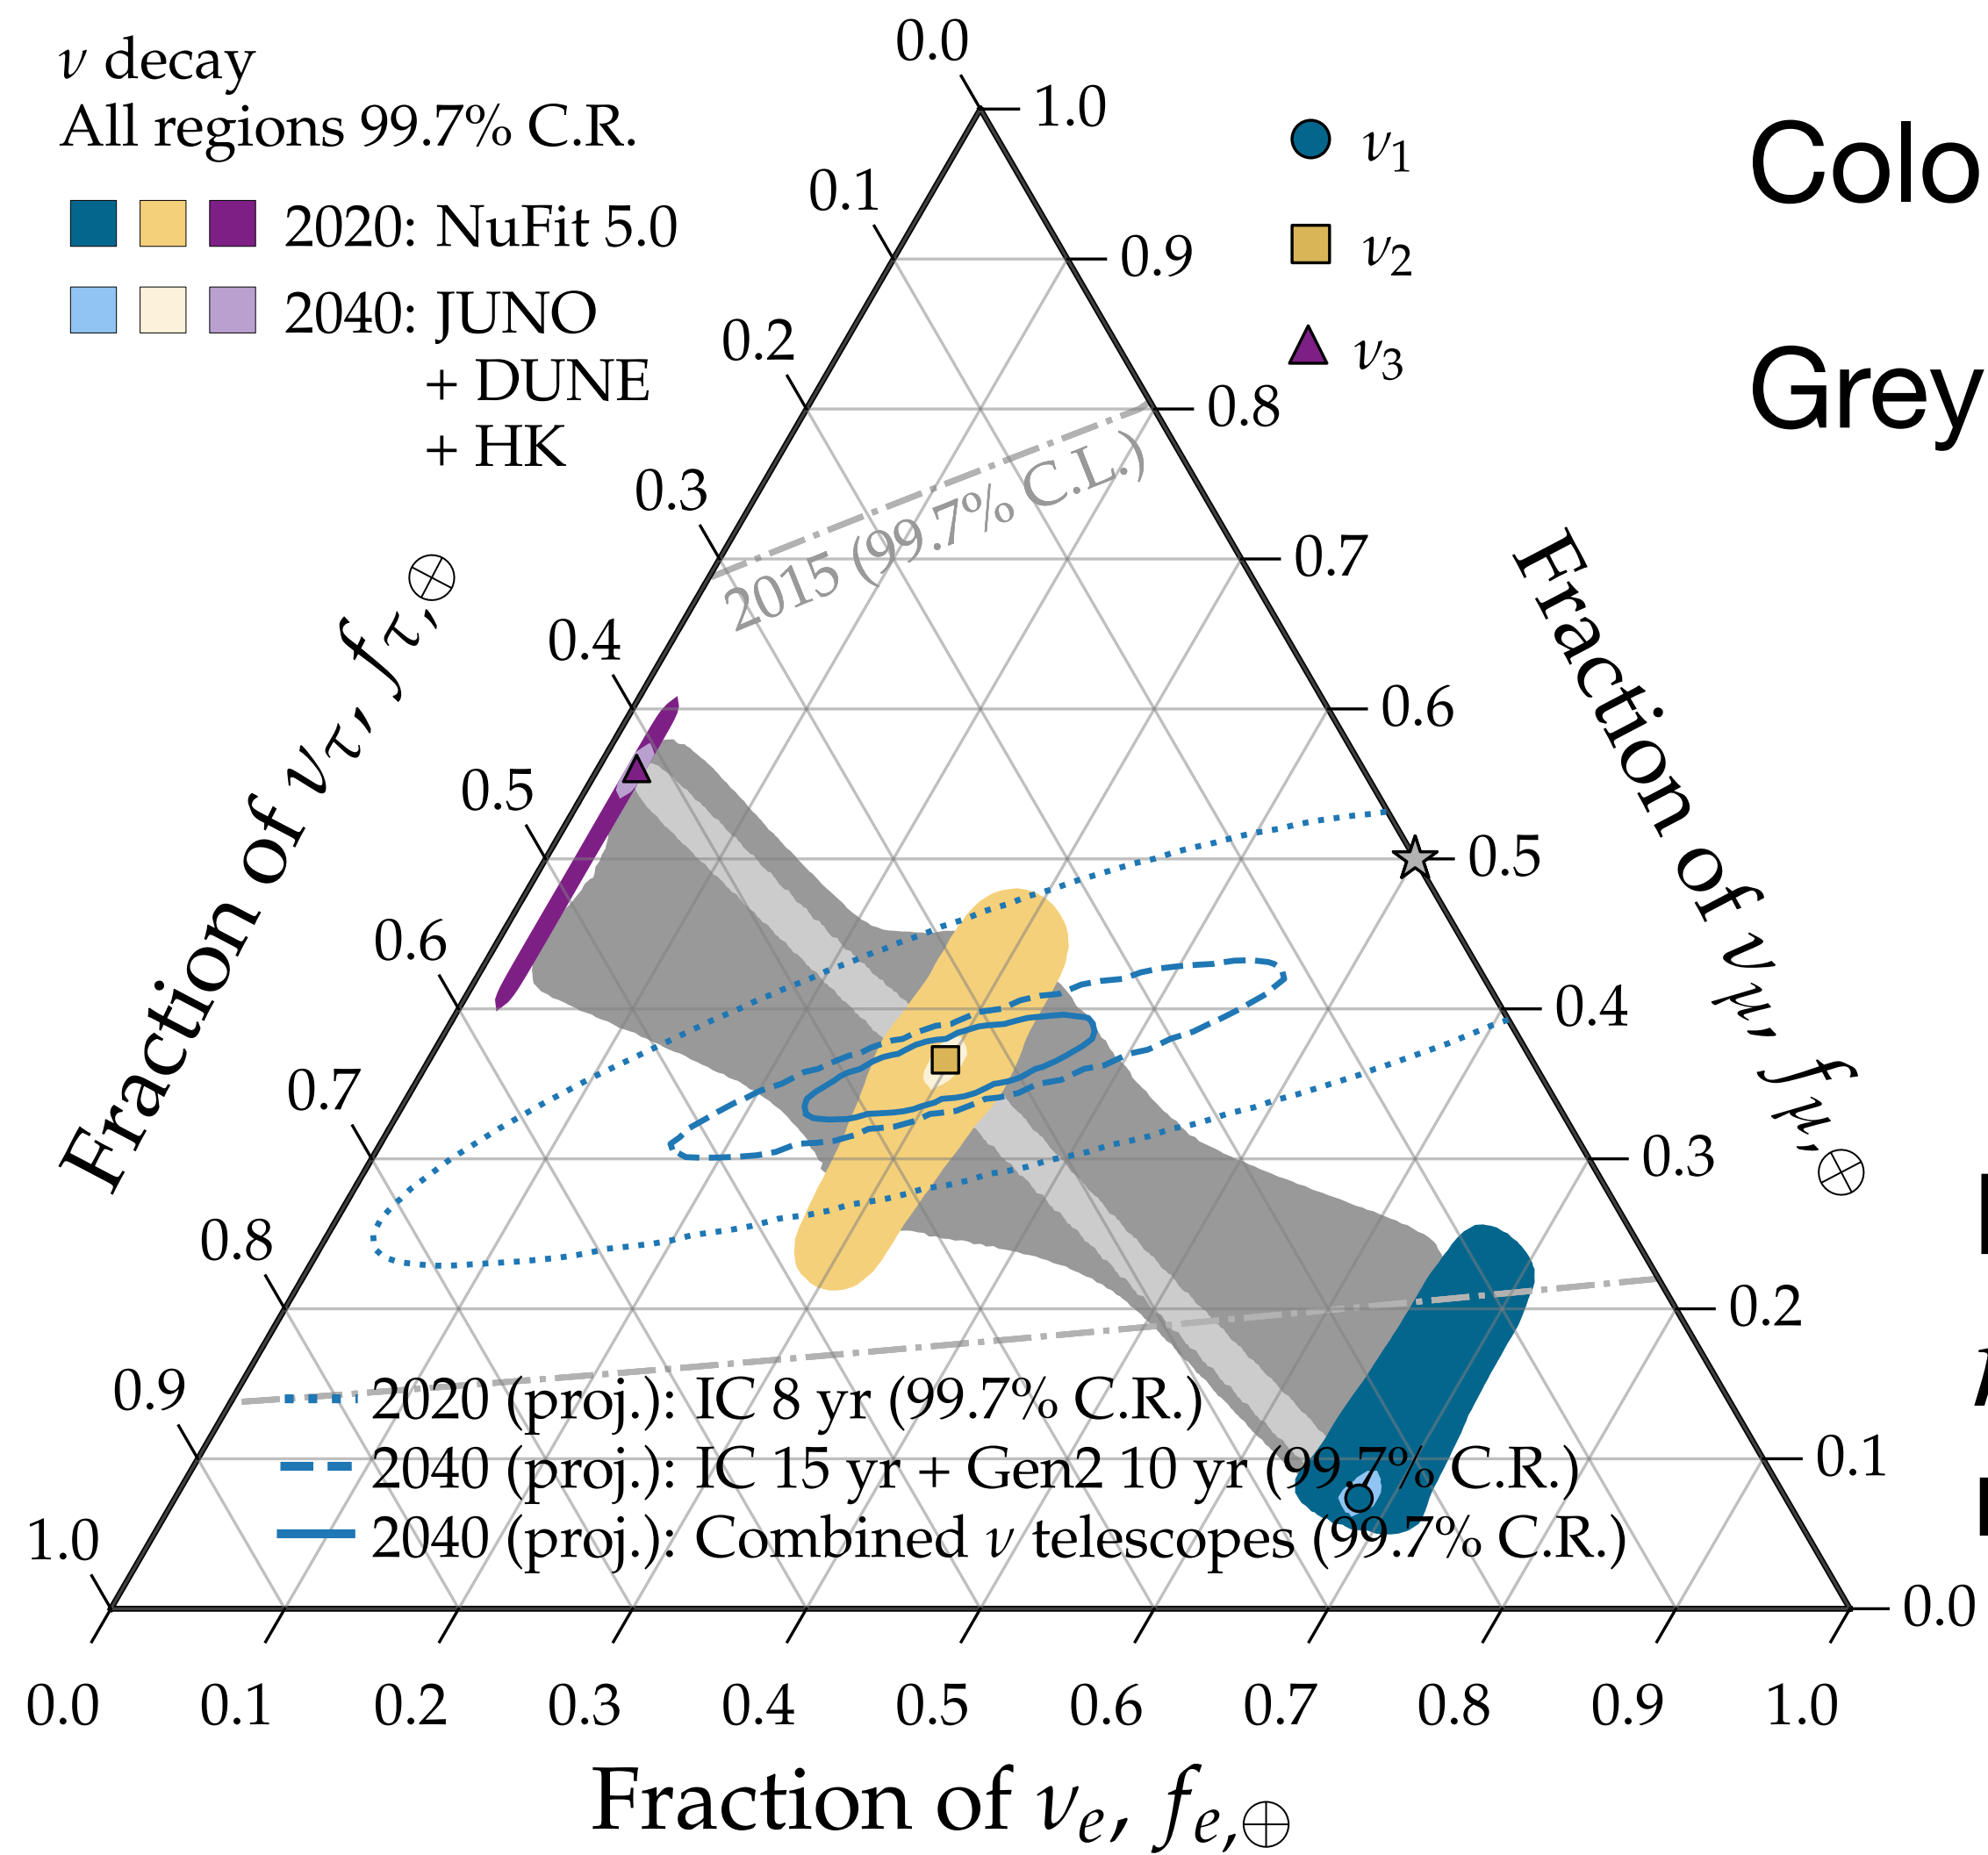 ν decay
All regions 99.7% C.R.
2020: NuFit 5.0
2040: JUNO
+ DUNE
+ HK
ν1
ν2
ν3
Colo
Grey
0.0
0.1
0.2
0.3
0.4
0.5
0.6
0.7
0.8
0.9
1.0
Fraction of ντ, fτ,⊕
1.0
0.9
0.8
0.7
0.6
0.5
0.4
0.3
0.2
0.1
0.0
Fraction of νμ, fμ,⊕
2015 (99.7% C.L.)
2020 (proj.): IC 8 yr (99.7% C.R.)
2040 (proj.): IC 15 yr + Gen2 10 yr (99.7% C.R.)
2040 (proj.): Combined ν telescopes (99.7% C.R.)
0.0 0.1 0.2 0.3 0.4 0.5 0.6 0.7 0.8 0.9 1.0
Fraction of νe, fe,⊕